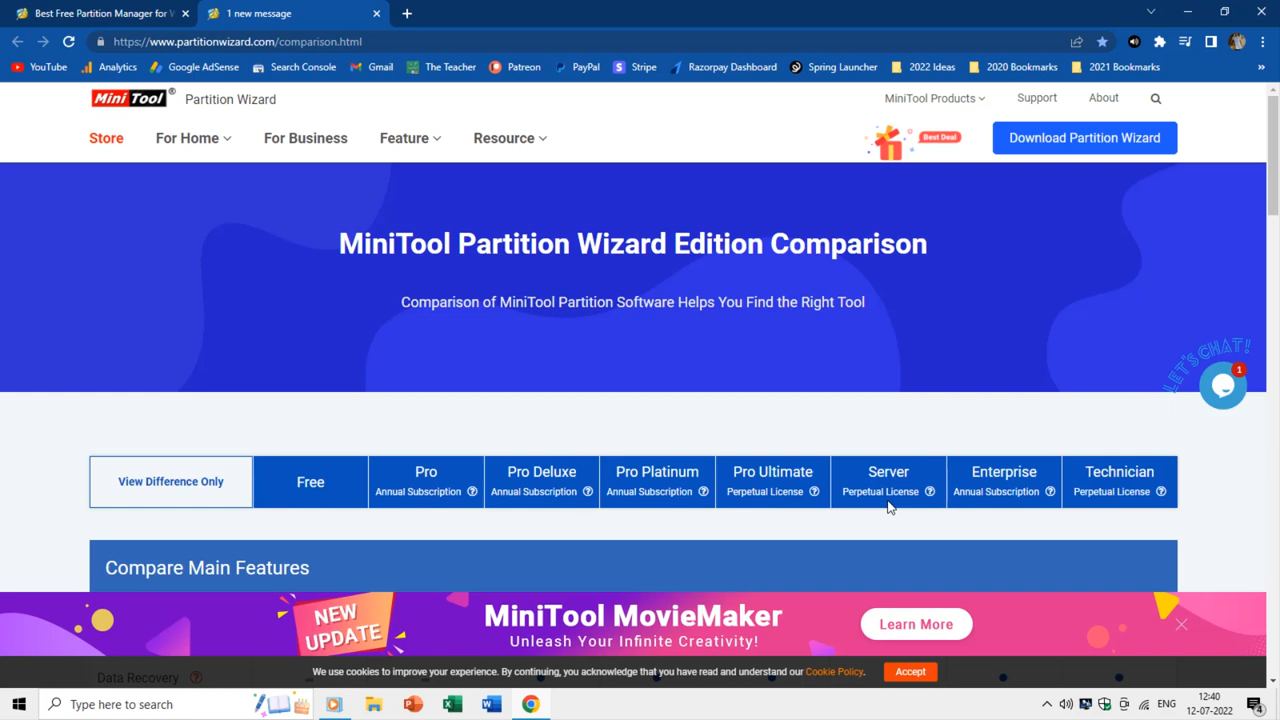 Best Free Partition Manager for W
1 new message
https://www.partitionwizard.com/comparison.html
YouTube
Analytics
Google AdSense
Search Console
Gmail
The Teacher
Patreon
PayPal
Stripe
Razorpay Dashboard
Spring Launcher
2022 Ideas
2020 Bookmarks
2021 Bookmarks
»
Mini Tool® Partition Wizard
MiniTool Products
Support
About
Store
For Home
For Business
Feature
Resource
Best Deal
Download Partition Wizard
MiniTool Partition Wizard Edition Comparison
Comparison of MiniTool Partition Software Helps You Find the Right Tool
LET'S CHAT!
1
View Difference Only
Free
Pro
Annual Subscription ?
Pro Deluxe
Annual Subscription ?
Pro Platinum
Annual Subscription ?
Pro Ultimate
Perpetual License ?
Server
Perpetual License ?
Enterprise
Annual Subscription ?
Technician
Perpetual License ?
Compare Main Features
NEW
UPDATE
MiniTool MovieMaker
Unleash Your Infinite Creativity!
Learn More
Data Recovery ?
We use cookies to improve your experience. By continuing, you acknowledge that you have read and understand our Cookie Policy.
Accept
Type here to search
ENG
12:40
12-07-2022
4